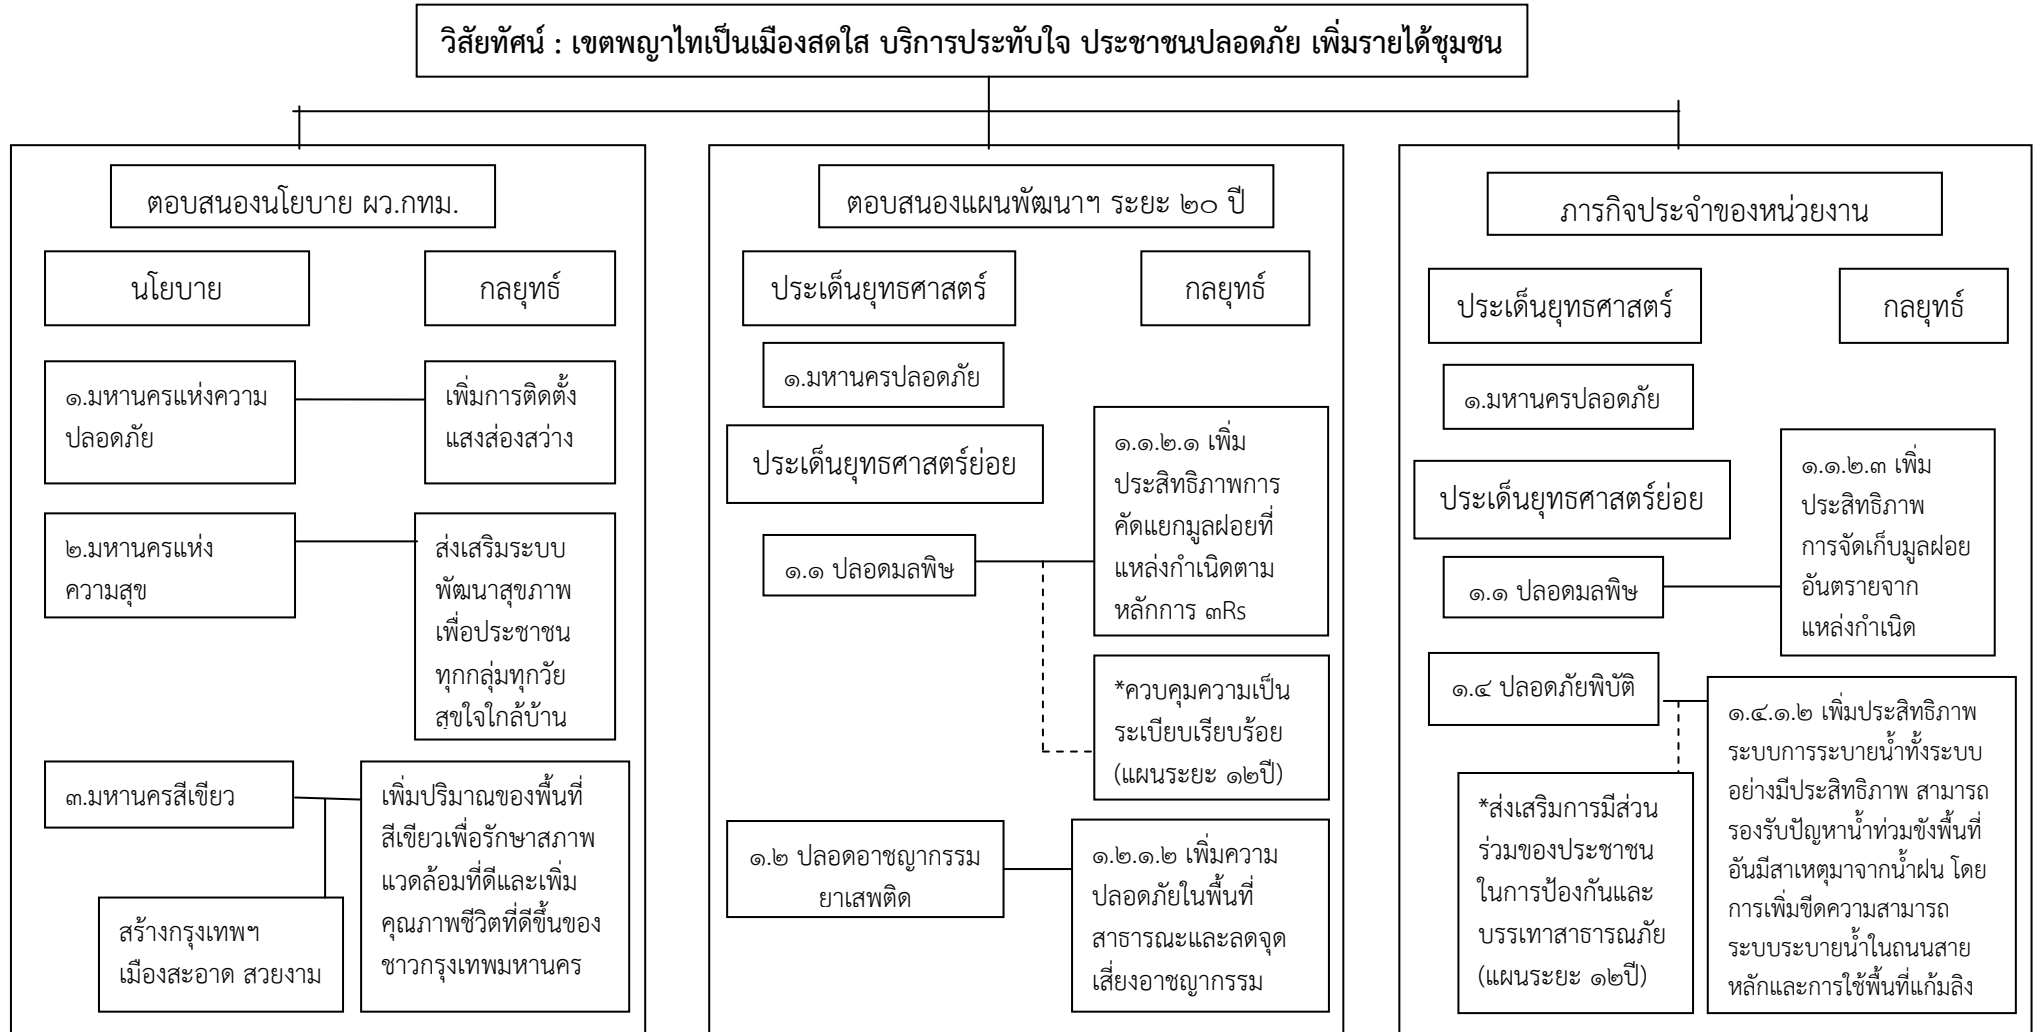 วิสัยทัศน์ : เขตพญาไทเป็นเมืองสดใส บริการประทับใจ ประชาชนปลอดภัย เพิ่มรายได้ชุมชน
ตอบสนองนโยบาย ผว.กทม.
นโยบาย
กลยุทธ์
๑.มหานครแห่งความ
ปลอดภัย
เพิ่มการติดตั้ง
แสงส่องสว่าง
๒.มหานครแห่ง
ความสุข
ส่งเสริมระบบ
พัฒนาสุขภาพ
เพื่อประชาชน
ทุกกลุ่มทุกวัย
สุขใจใกล้บ้าน
๓.มหานครสีเขียว
เพิ่มปริมาณของพื้นที่
สีเขียวเพื่อรักษาสภาพ
แวดล้อมที่ดีและเพิ่ม
คุณภาพชีวิตที่ดีขึ้นของ
ชาวกรุงเทพมหานคร
สร้างกรุงเทพฯ
เมืองสะอาด สวยงาม
ตอบสนองแผนพัฒนาฯ ระยะ ๒๐ ปี
ประเด็นยุทธศาสตร์
กลยุทธ์
๑.มหานครปลอดภัย
ประเด็นยุทธศาสตร์ย่อย
๑.๑ ปลอดมลพิษ
๑.๑.๒.๑ เพิ่ม
ประสิทธิภาพการ
คัดแยกมูลฝอยที่
แหล่งกำเนิดตาม
หลักการ ๓Rs
*ควบคุมความเป็น
ระเบียบเรียบร้อย
(แผนระยะ ๑๒ปี)
๑.๒ ปลอดอาชญากรรม
ยาเสพติด
๑.๒.๑.๒ เพิ่มความ
ปลอดภัยในพื้นที่
สาธารณะและลดจุด
เสี่ยงอาชญากรรม
ภารกิจประจำของหน่วยงาน
ประเด็นยุทธศาสตร์
กลยุทธ์
๑.มหานครปลอดภัย
ประเด็นยุทธศาสตร์ย่อย
๑.๑ ปลอดมลพิษ
๑.๑.๒.๓ เพิ่ม
ประสิทธิภาพ
การจัดเก็บมูลฝอย
อันตรายจาก
แหล่งกำเนิด
๑.๔ ปลอดภัยพิบัติ
๑.๔.๑.๒ เพิ่มประสิทธิภาพ
ระบบการระบายน้ำทั้งระบบ
อย่างมีประสิทธิภาพ สามารถ
รองรับปัญหาน้ำท่วมขังพื้นที่
อันมีสาเหตุมาจากน้ำฝน โดย
การเพิ่มขีดความสามารถ
ระบบระบายน้ำในถนนสาย
หลักและการใช้พื้นที่แก้มลิง
*ส่งเสริมการมีส่วน
ร่วมของประชาชน
ในการป้องกันและ
บรรเทาสาธารณภัย
(แผนระยะ ๑๒ปี)